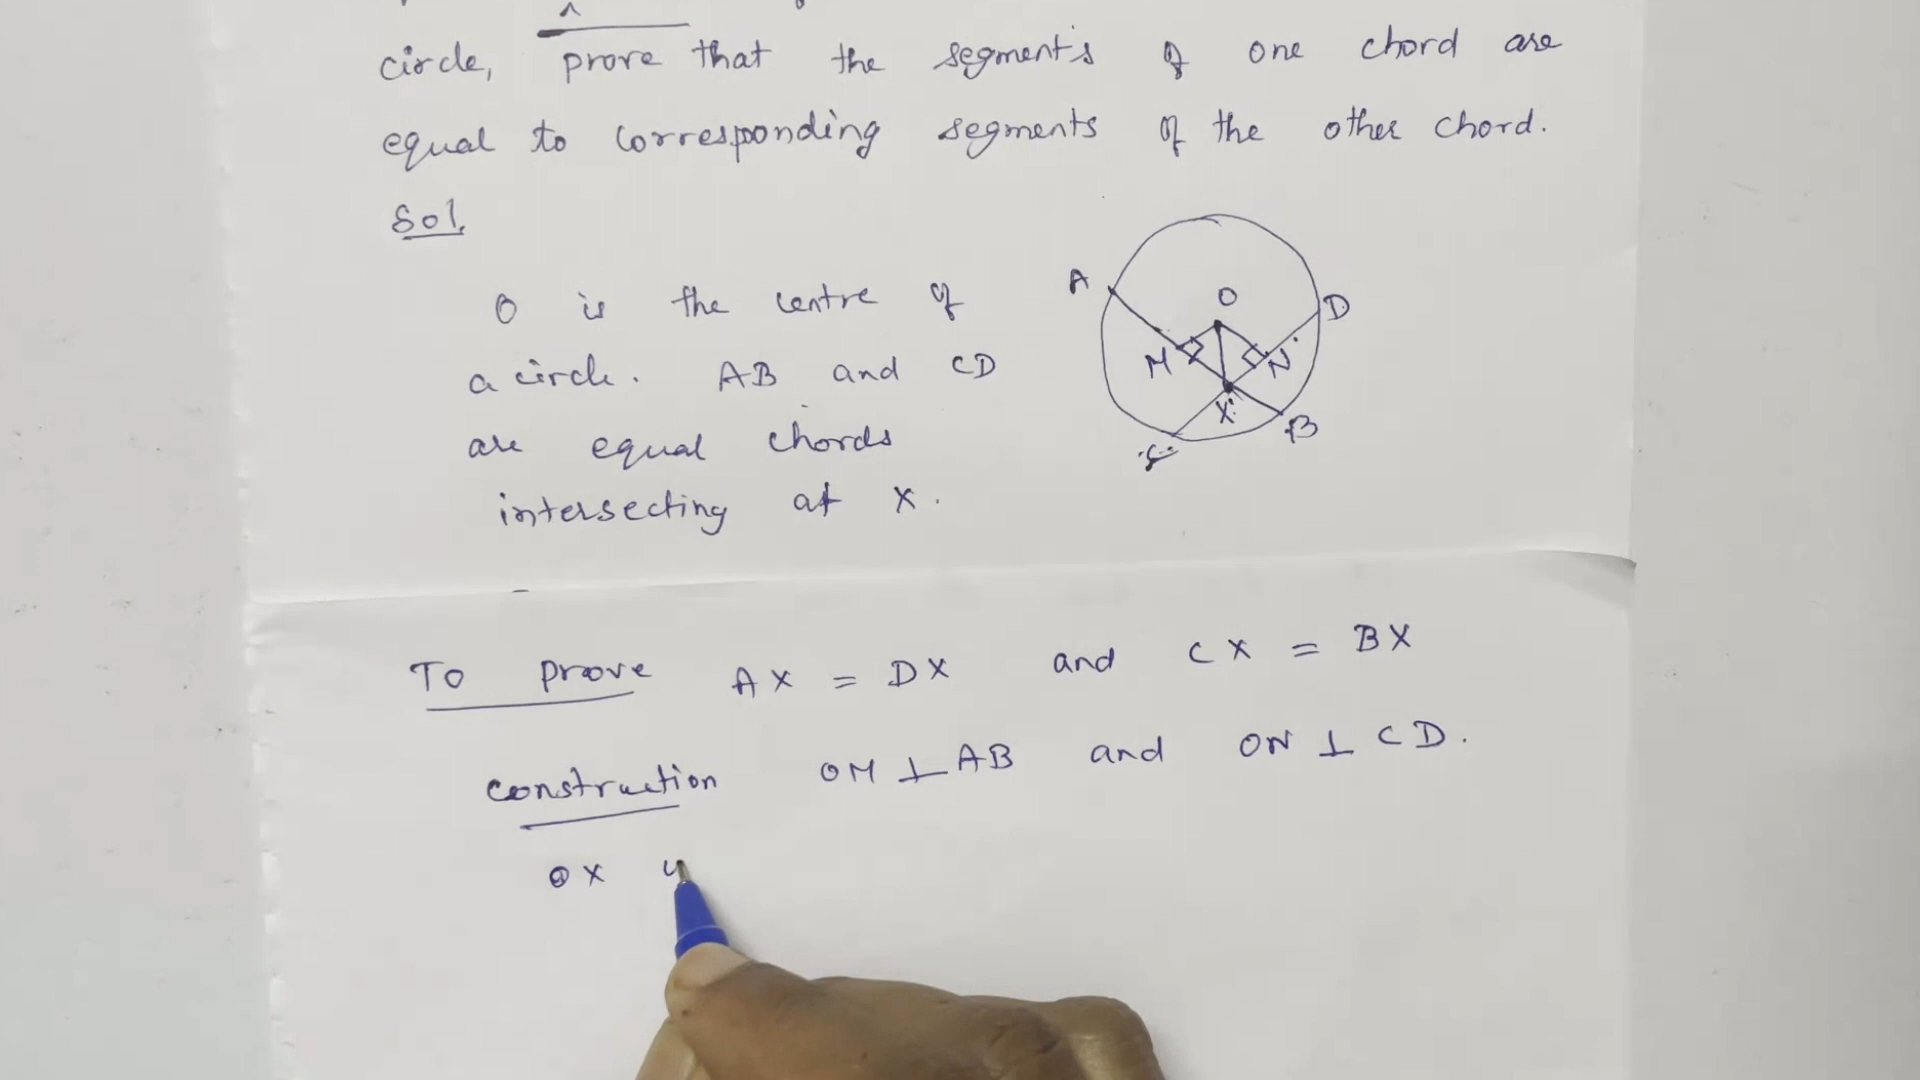 circle, prove that the segments of one chord are
equal to corresponding segments of the other chord.
Sol.
O is the centre of
a circle. AB and CD
are equal chords
intersecting at X.
A
O
D
M
N
X
B
C
To prove AX = DX and CX = BX
construction OM ⊥ AB and ON ⊥ CD.
OX